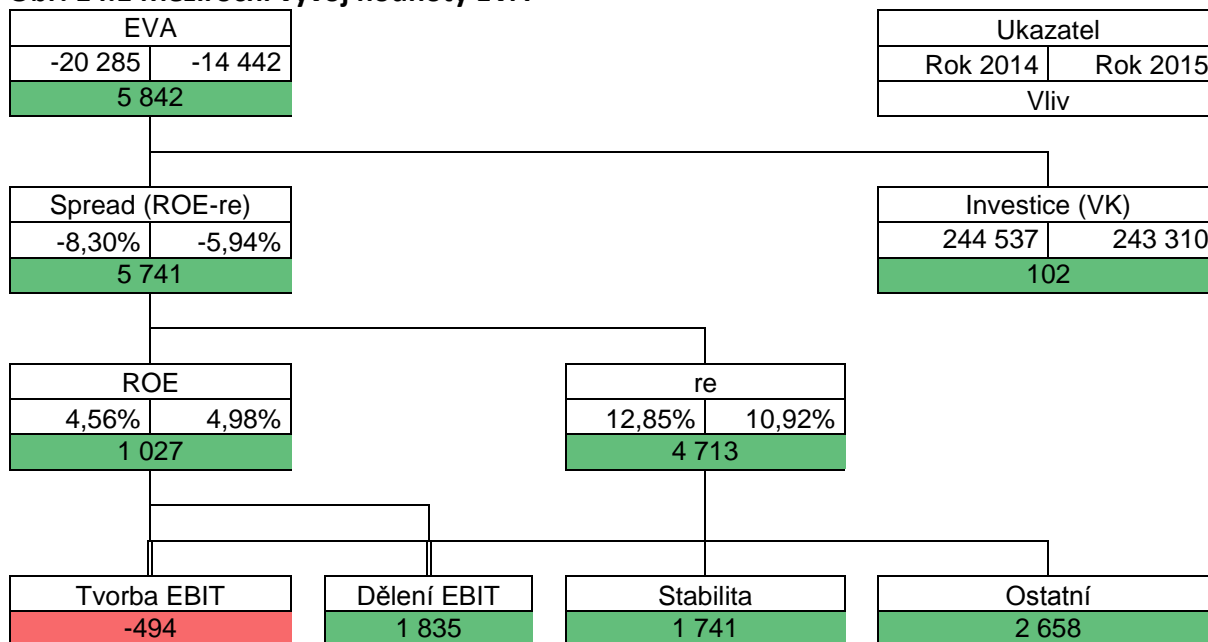 EVA
-20 285 -14 442
5 842
Ukazatel
Rok 2014 Rok 2015
Vliv
Spread (ROE-re)
-8,30% -5,94%
5 741
Investice (VK)
244 537 243 310
102
ROE
4,56% 4,98%
1 027
re
12,85% 10,92%
4 713
Tvorba EBIT
-494
Dělení EBIT
1 835
Stabilita
1 741
Ostatní
2 658